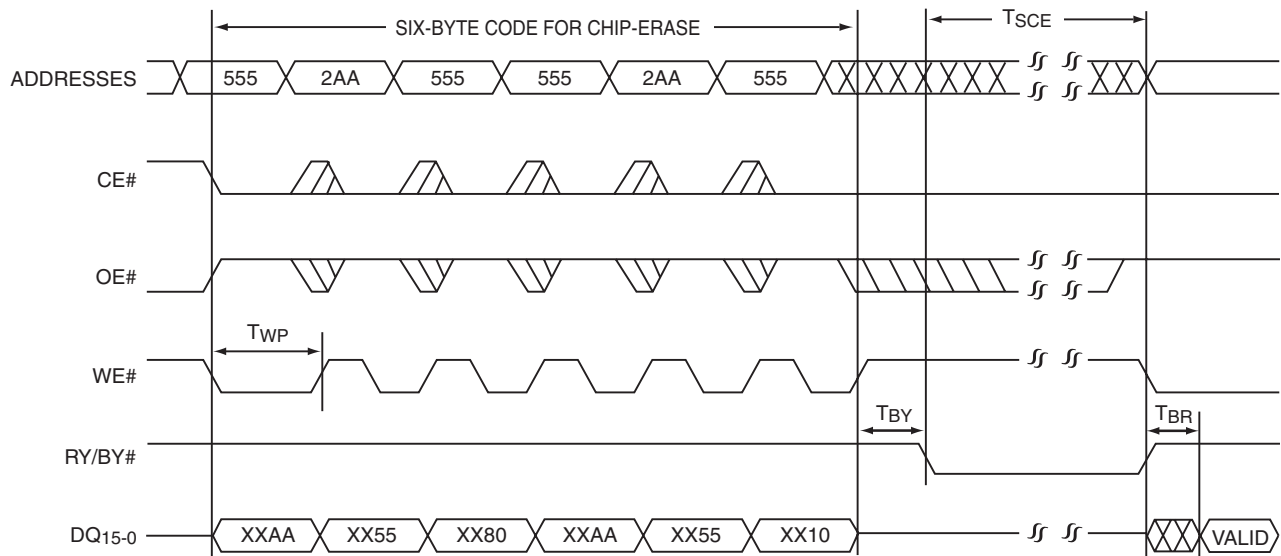 SIX-BYTE CODE FOR CHIP-ERASE
TSCE
ADDRESSES 555 2AA 555 555 2AA 555
CE#
OE#
TWP
WE#
TBY
TBR
RY/BY#
DQ15-0 XXAA XX55 XX80 XXAA XX55 XX10 VALID